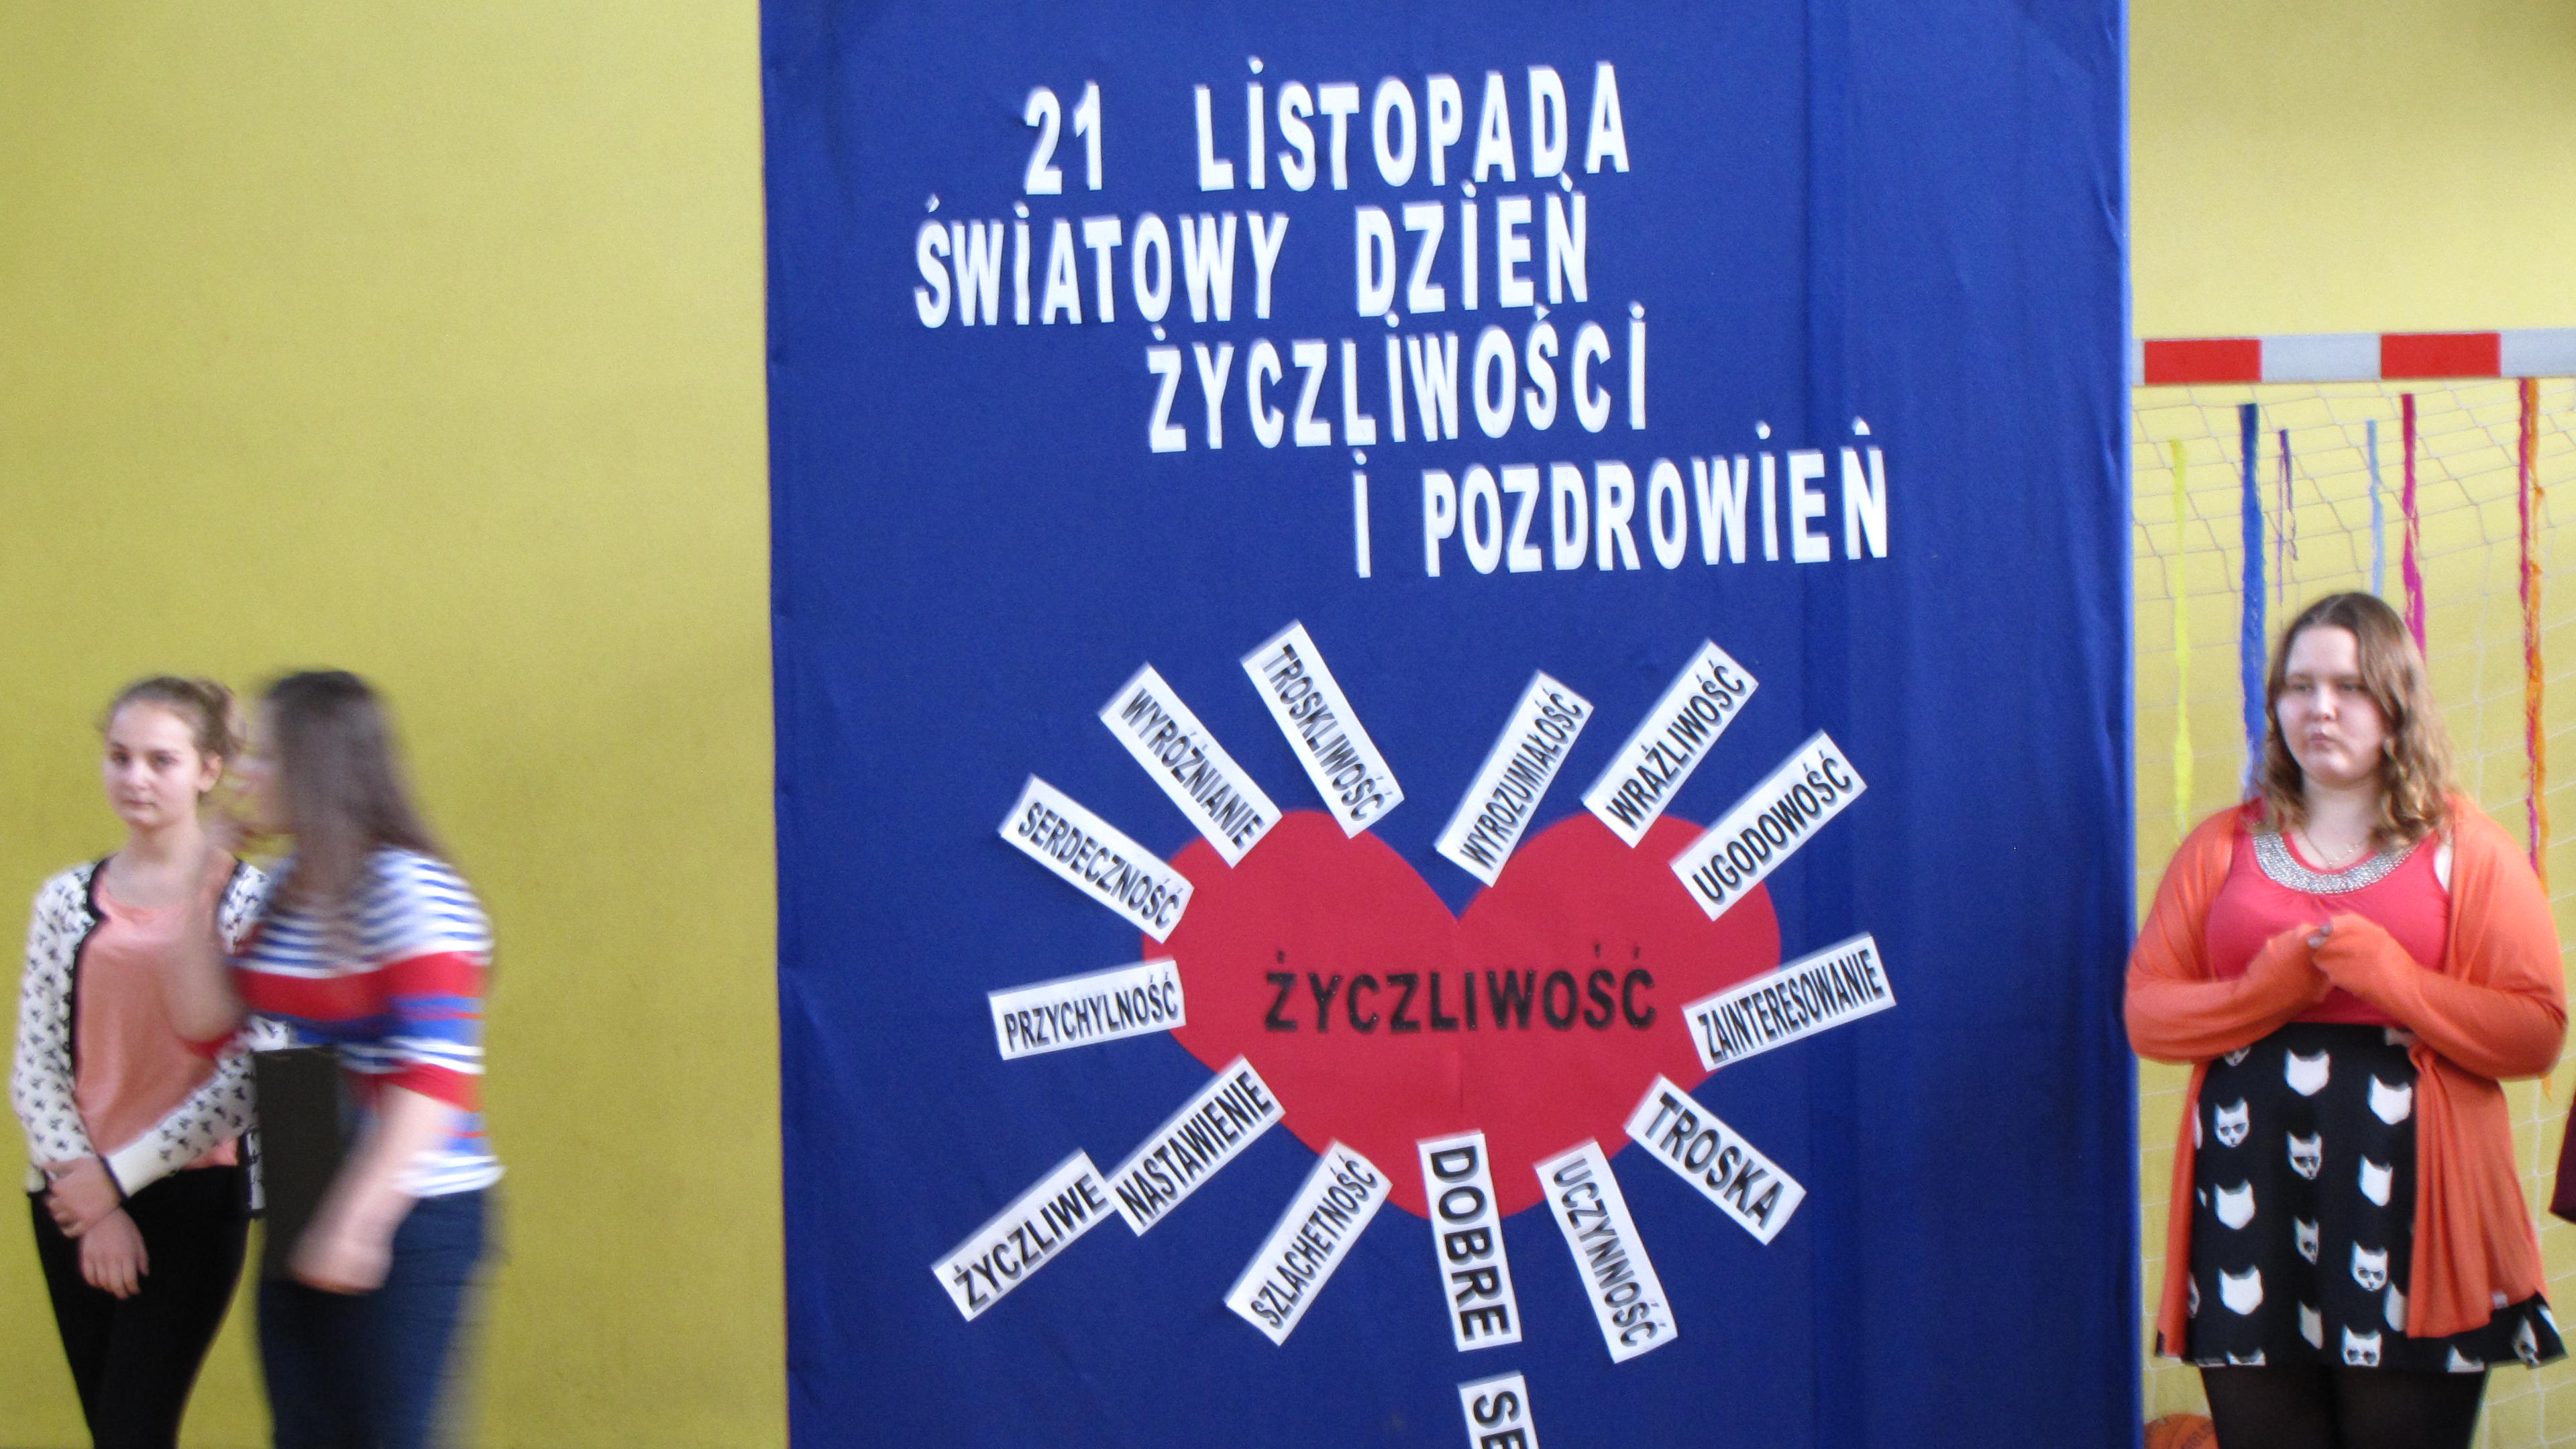 21 LISTOPADA
ŚWIATOWY DZIEŃ
ŻYCZLIWOŚCI
I POZDROWIEŃ
TROSKLIWOŚĆ
WYRÓŻNIANIE
SERDECZNOŚĆ
PRZYCHYLNOŚĆ
ŻYCZLIWE NASTAWIENIE
SZLACHETNOŚĆ
WYROZUMIAŁOŚĆ
WRAŻLIWOŚĆ
UGODOWOŚĆ
ŻYCZLIWOŚĆ
ZAINTERESOWANIE
TROSKA
UCZYNNOŚĆ
DOBRE SE